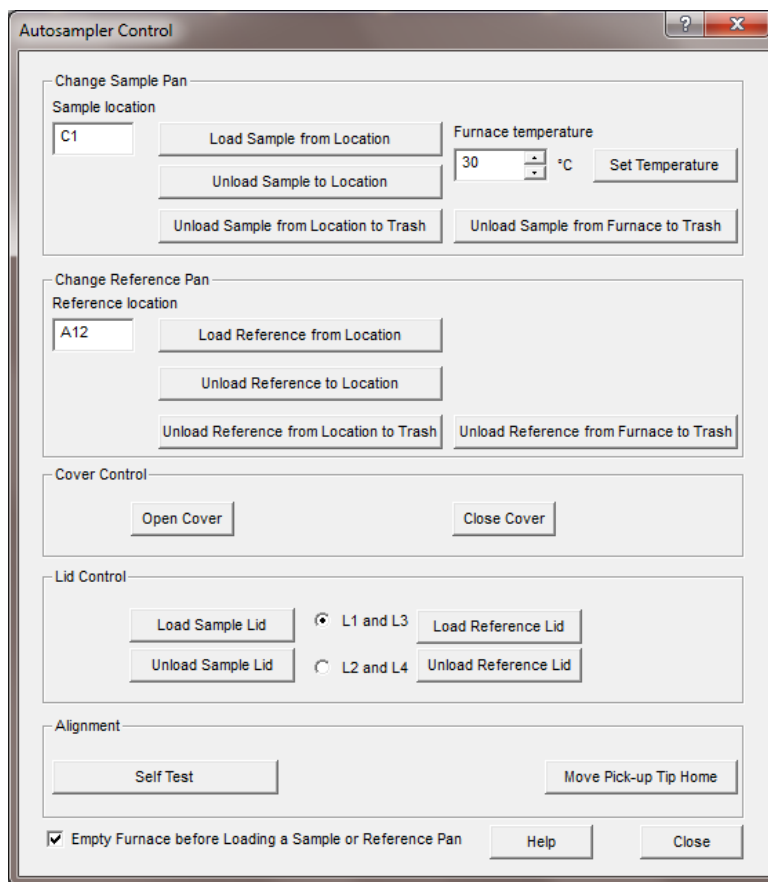 Autosampler Control
?
Change Sample Pan
Sample location
C1
Load Sample from Location
Furnace temperature
30
°C
Set Temperature
Unload Sample to Location
Unload Sample from Location to Trash
Unload Sample from Furnace to Trash
Change Reference Pan
Reference location
A12
Load Reference from Location
Unload Reference to Location
Unload Reference from Location to Trash
Unload Reference from Furnace to Trash
Cover Control
Open Cover
Close Cover
Lid Control
Load Sample Lid
L1 and L3
Load Reference Lid
Unload Sample Lid
L2 and L4
Unload Reference Lid
Alignment
Self Test
Move Pick-up Tip Home
Empty Furnace before Loading a Sample or Reference Pan
Help
Close